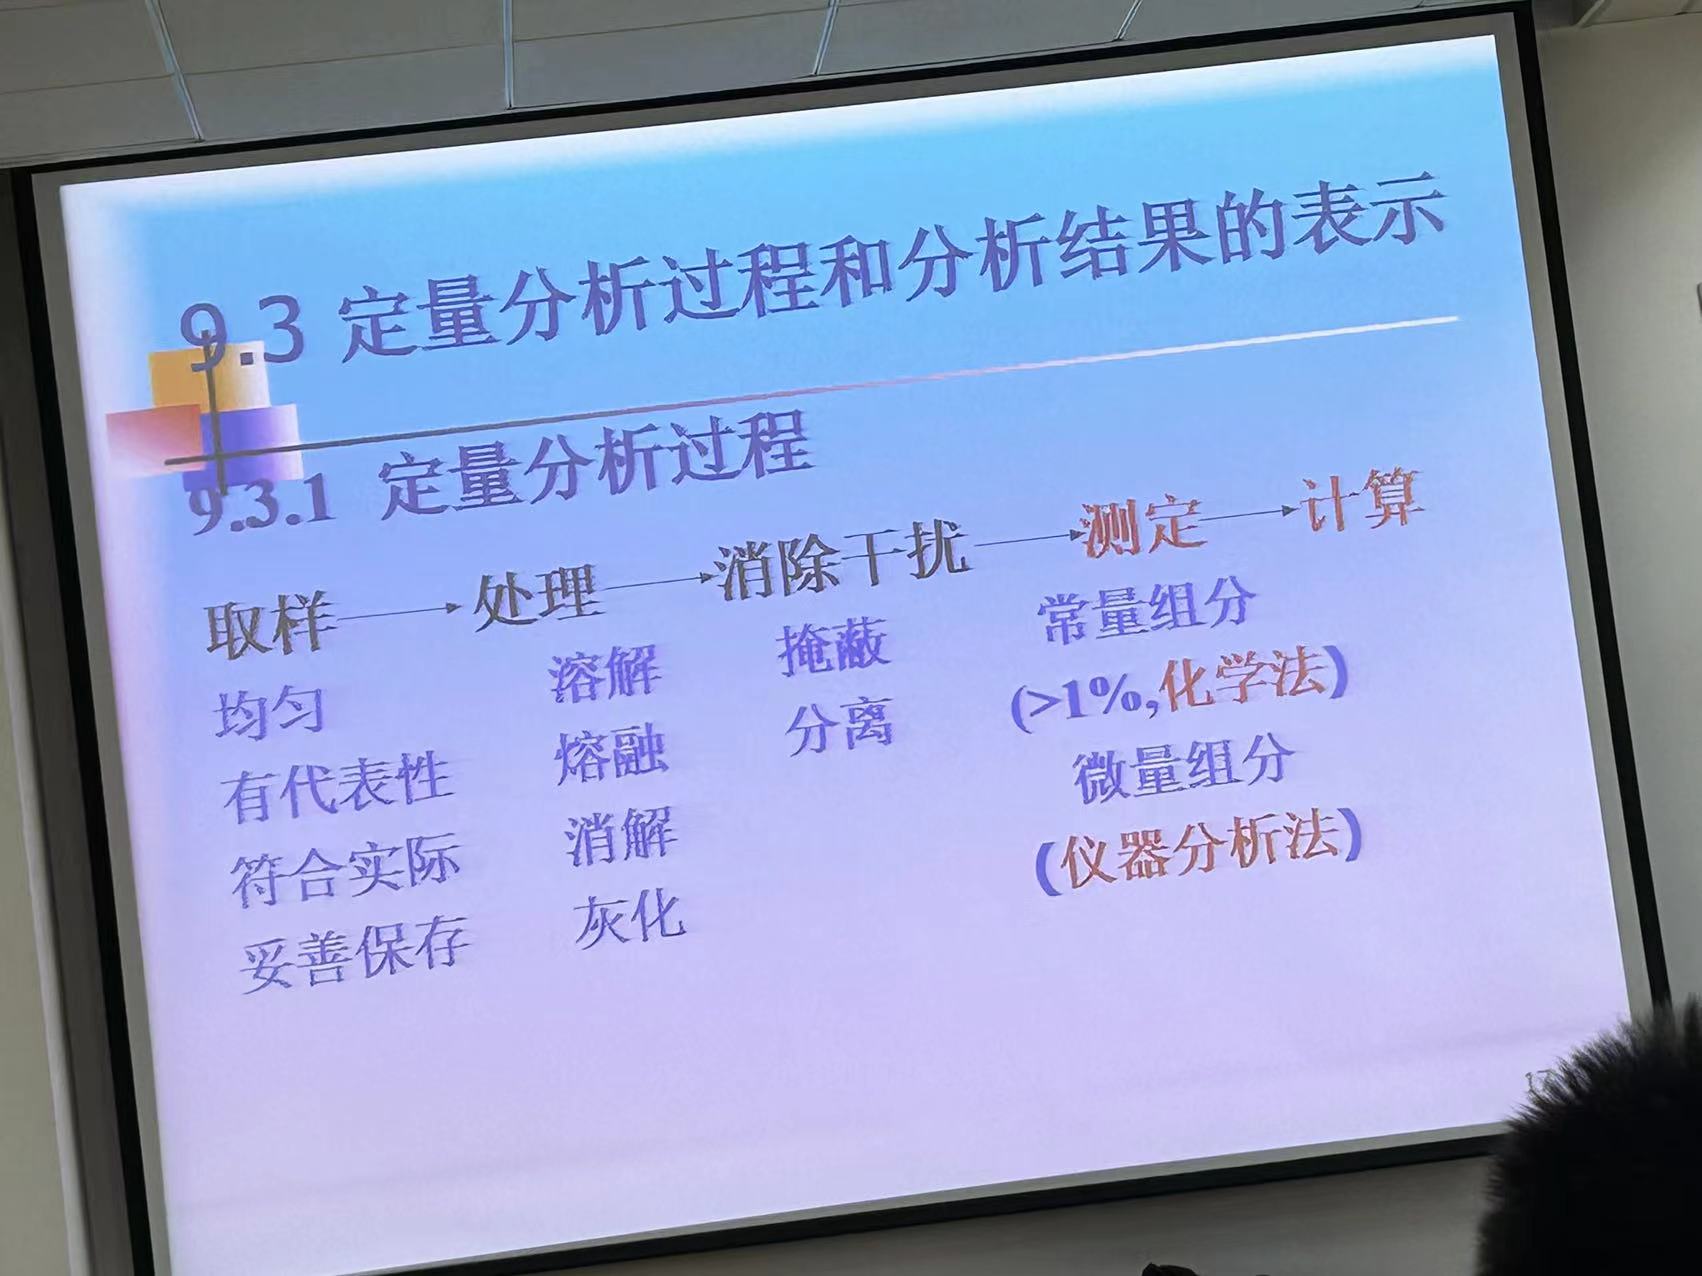 9.3 定量分析过程和分析结果的表示
9.3.1 定量分析过程
取样 处理 消除干扰 测定 计算
均匀 溶解 掩蔽 常量组分
有代表性 熔融 分离 (>1%,化学法)
符合实际 消解 微量组分
妥善保存 灰化 (仪器分析法)